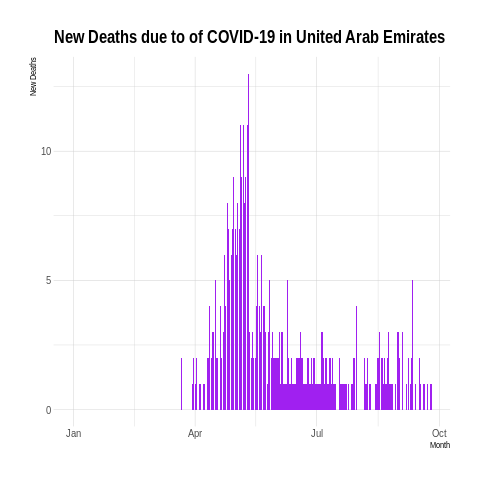 New Deaths due to of COVID-19 in United Arab Emirates
New Deaths
10
5
0
Jan Apr Jul Oct
Month